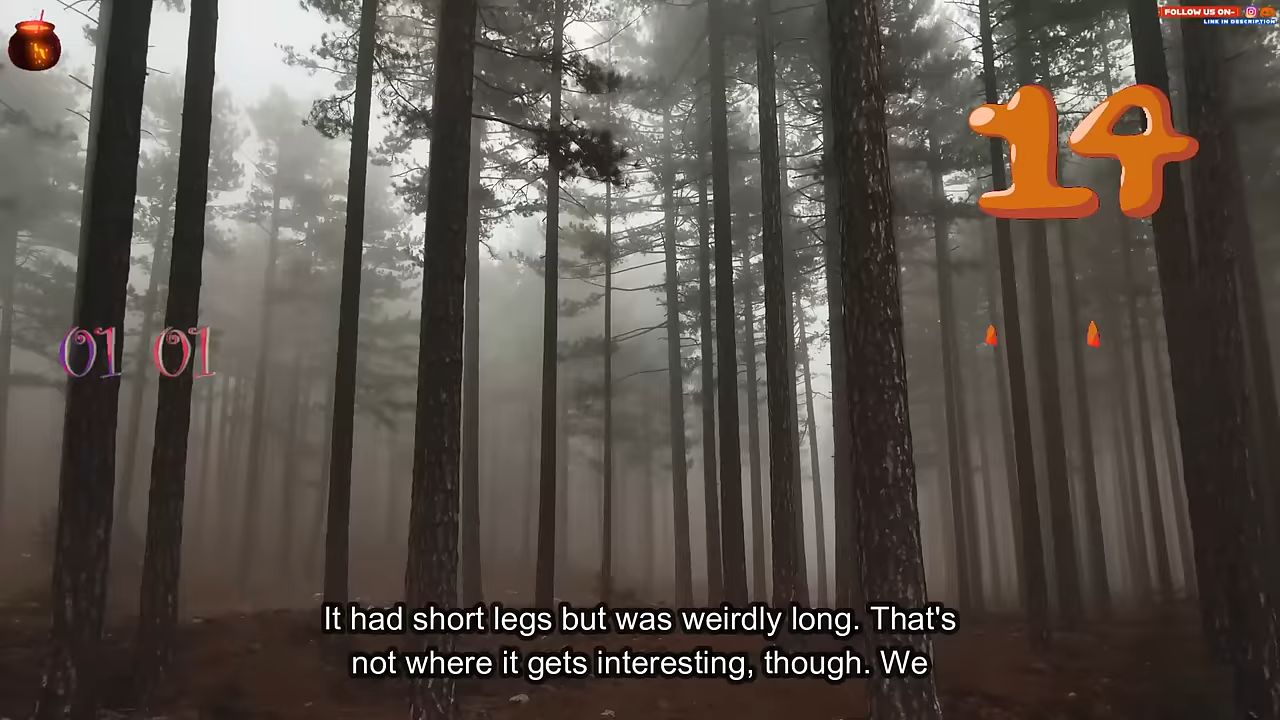 FOLLOW US ON-
LINK IN DESCRIPTION
14
01 01
It had short legs but was weirdly long. That's
not where it gets interesting, though. We